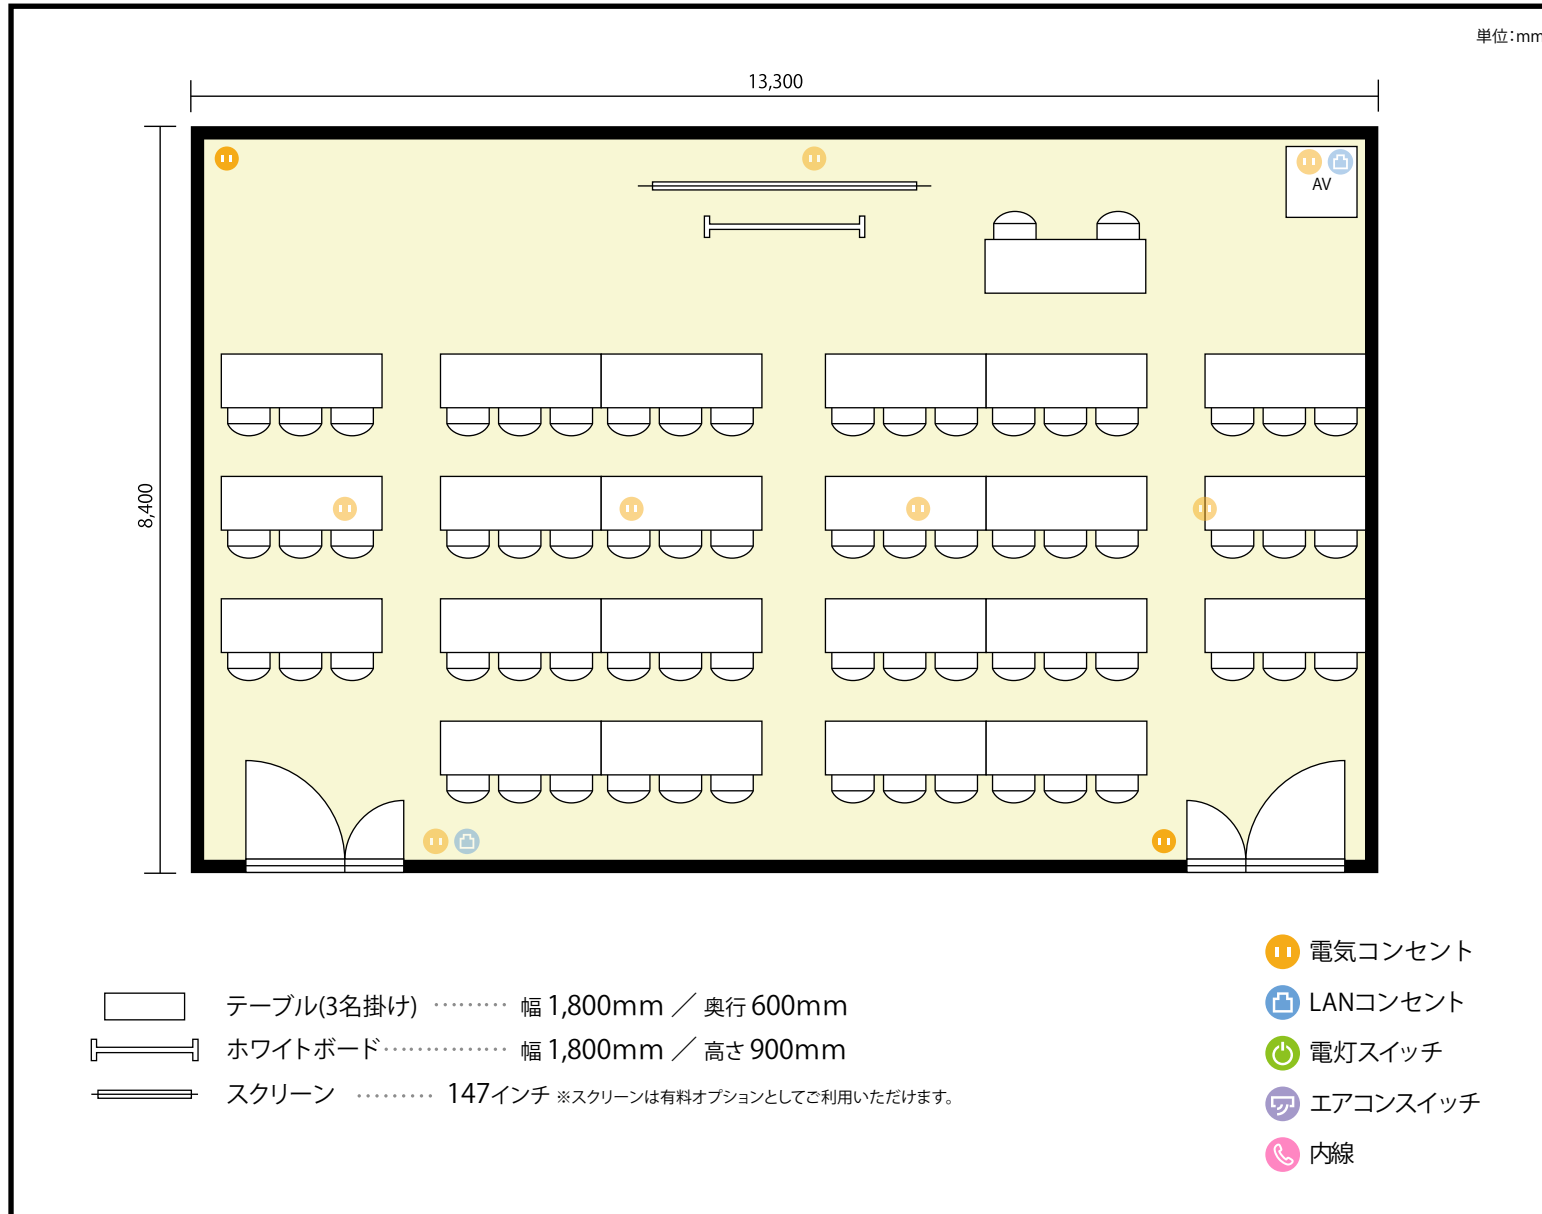 単位：mm
13,300
AV
8,400
テーブル(3名掛け) ········· 幅 1,800mm ／ 奥行 600mm
ホワイトボード ·············· 幅 1,800mm ／ 高さ 900mm
スクリーン ········· 147インチ ※スクリーンは有料オプションとしてご利用いただけます。
電気コンセント
LANコンセント
電灯スイッチ
エアコンスイッチ
内線